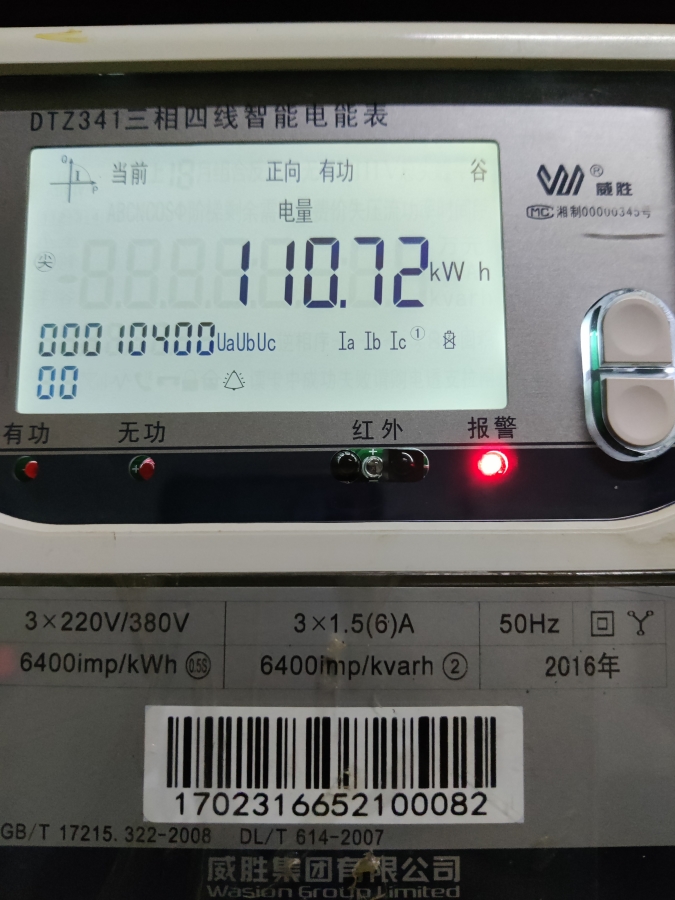 DTZ341三相四线智能电能表
当前 正向 有功 谷
电量
尖
110.72 kW h
00010400 UaUbUc Ia Ib Ic ①
00
威胜®
MC 湘制00000345号
有功 无功 红外 报警
3×220V/380V 3×1.5(6)A 50Hz
6400imp/kWh 0.5S 6400imp/kvarh ② 2016年
1702316652100082
GB/T 17215.322-2008 DL/T 614-2007
威胜集团有限公司
Wasion Group Limited